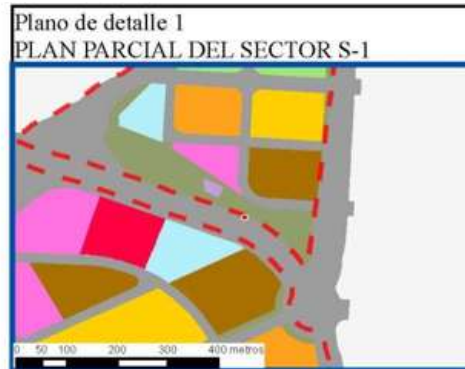 Plano de detalle 1
PLAN PARCIAL DEL SECTOR S-1
0 50 100 200 300 400 metros